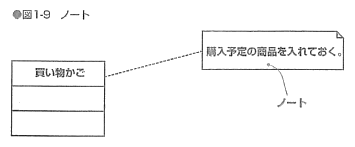 ●図1-9 ノート
購入予定の商品を入れておく。
買い物かご
ノート